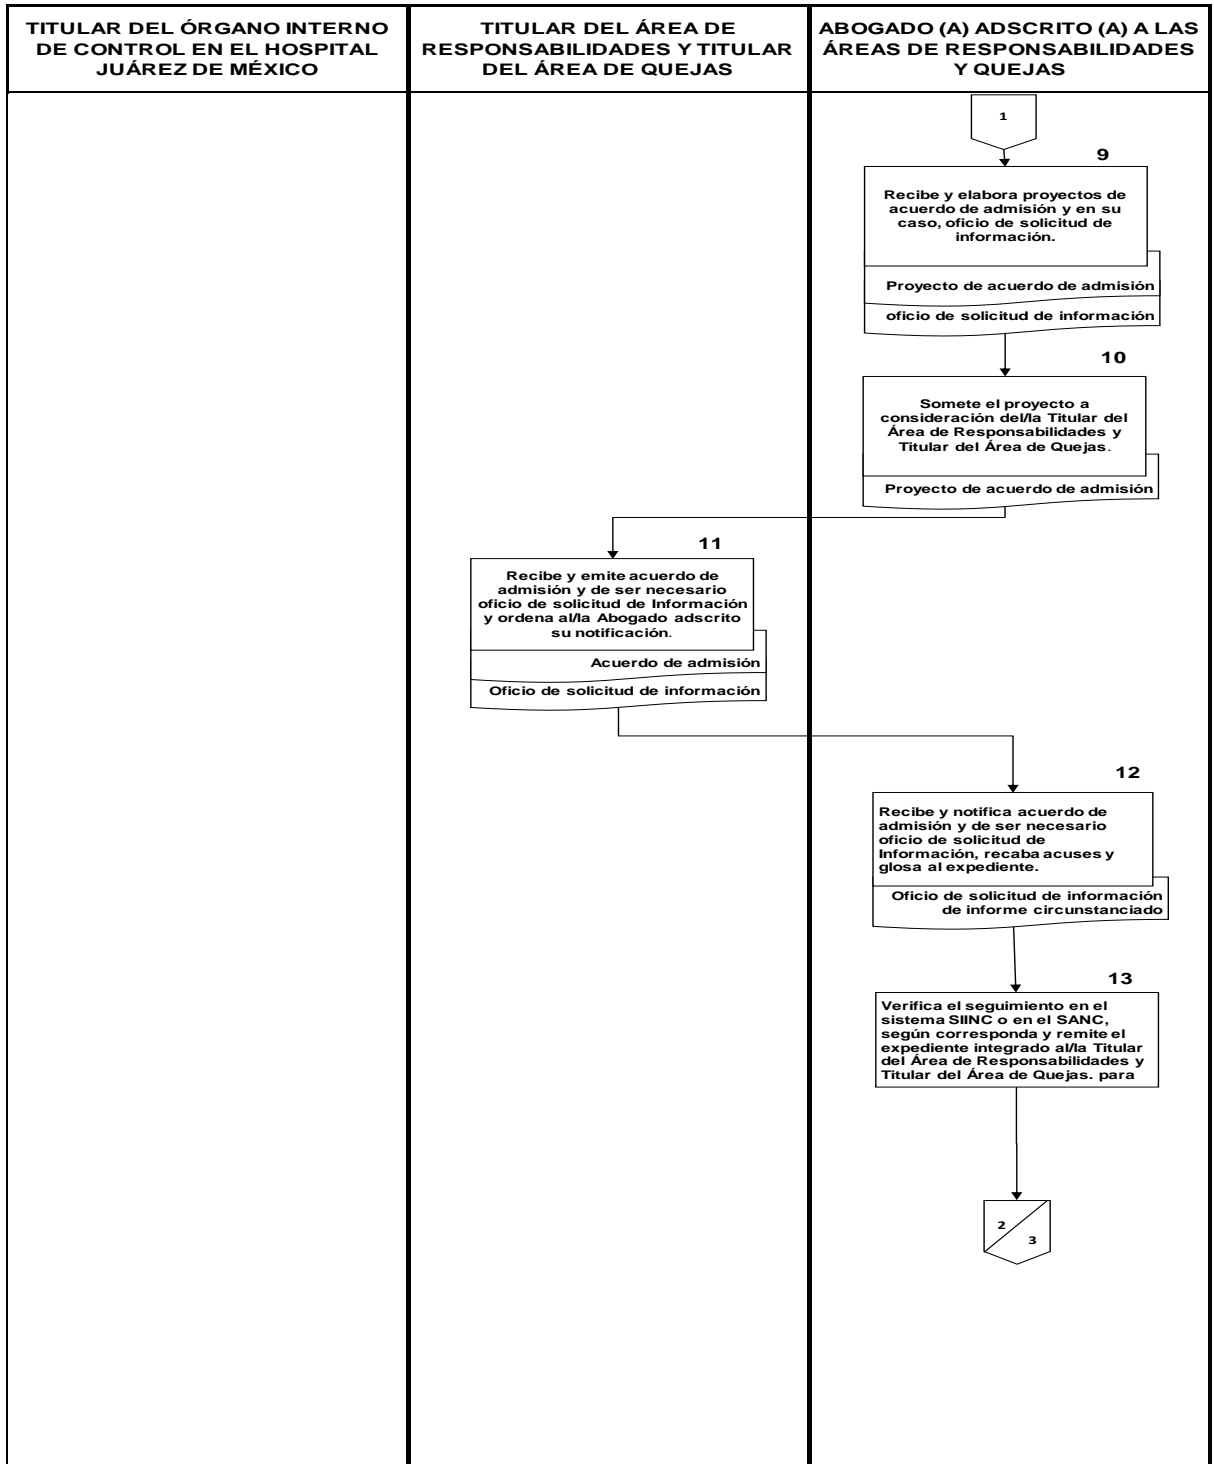 TITULAR DEL ÓRGANO INTERNO
DE CONTROL EN EL HOSPITAL
JUÁREZ DE MÉXICO
TITULAR DEL ÁREA DE
RESPONSABILIDADES Y TITULAR
DEL ÁREA DE QUEJAS
ABOGADO (A) ADSCRITO (A) A LAS
ÁREAS DE RESPONSABILIDADES
Y QUEJAS
1
9
Recibe y elabora proyectos de
acuerdo de admisión y en su
caso, oficio de solicitud de
información.
Proyecto de acuerdo de admisión
oficio de solicitud de información
10
Somete el proyecto a
consideración del/la Titular del
Área de Responsabilidades y
Titular del Área de Quejas.
Proyecto de acuerdo de admisión
11
Recibe y emite acuerdo de
admisión y de ser necesario
oficio de solicitud de Información
y ordena al/la Abogado adscrito
su notificación.
Acuerdo de admisión
Oficio de solicitud de información
12
Recibe y notifica acuerdo de
admisión y de ser necesario
oficio de solicitud de
Información, recaba acuses y
glosa al expediente.
Oficio de solicitud de información
de informe circunstanciado
13
Verifica el seguimiento en el
sistema SIINC o en el SANC,
según corresponda y remite el
expediente integrado al/la Titular
del Área de Responsabilidades y
Titular del Área de Quejas. para
2
3